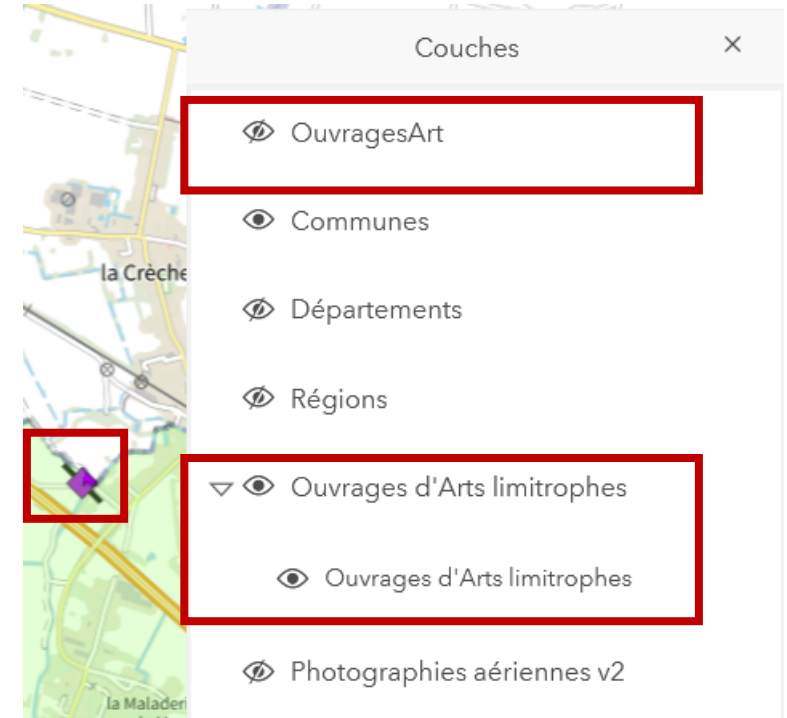 Couches
OuvragesArt
Communes
la Crèche
Départements
Régions
Ouvrages d'Arts limitrophes
Ouvrages d'Arts limitrophes
Photographies aériennes v2
la Maladeri